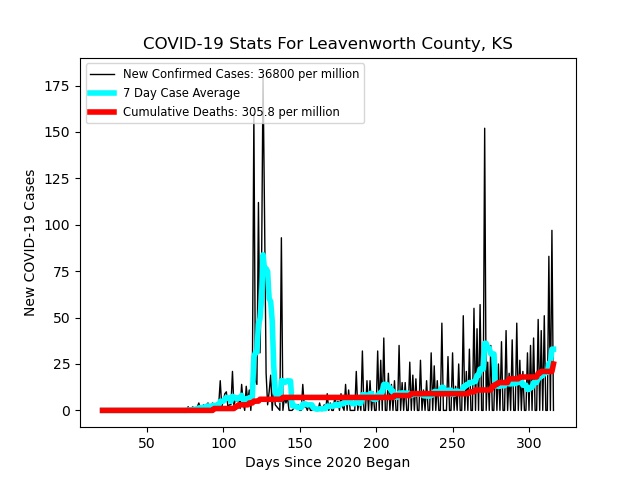 COVID-19 Stats For Leavenworth County, KS
New Confirmed Cases: 36800 per million
7 Day Case Average
Cumulative Deaths: 305.8 per million
175
150
125
100
75
50
25
0
New COVID-19 Cases
50 100 150 200 250 300
Days Since 2020 Began